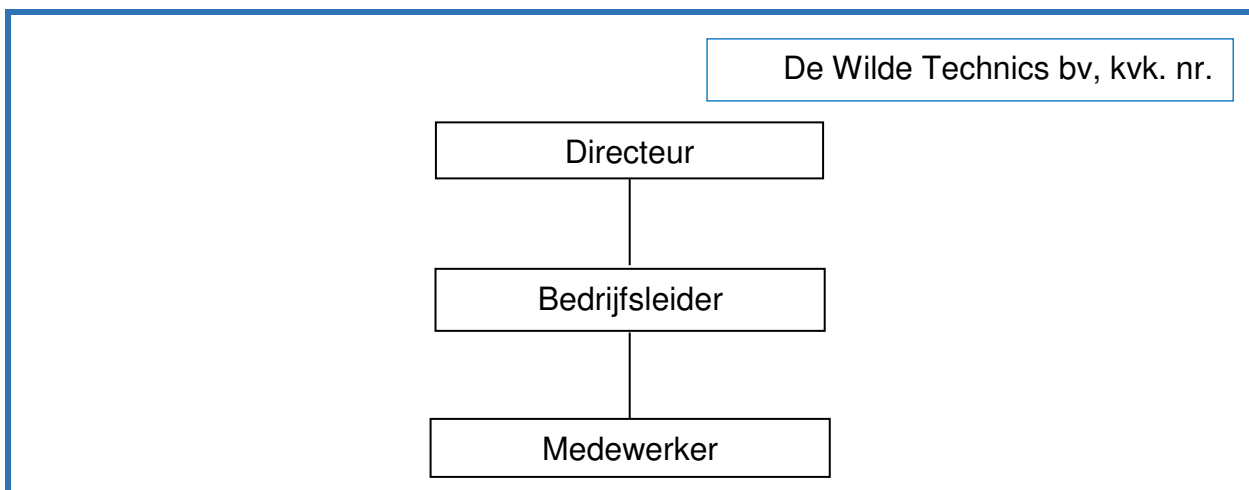 De Wilde Technics bv, kvk. nr.
Directeur
Bedrijfsleider
Medewerker